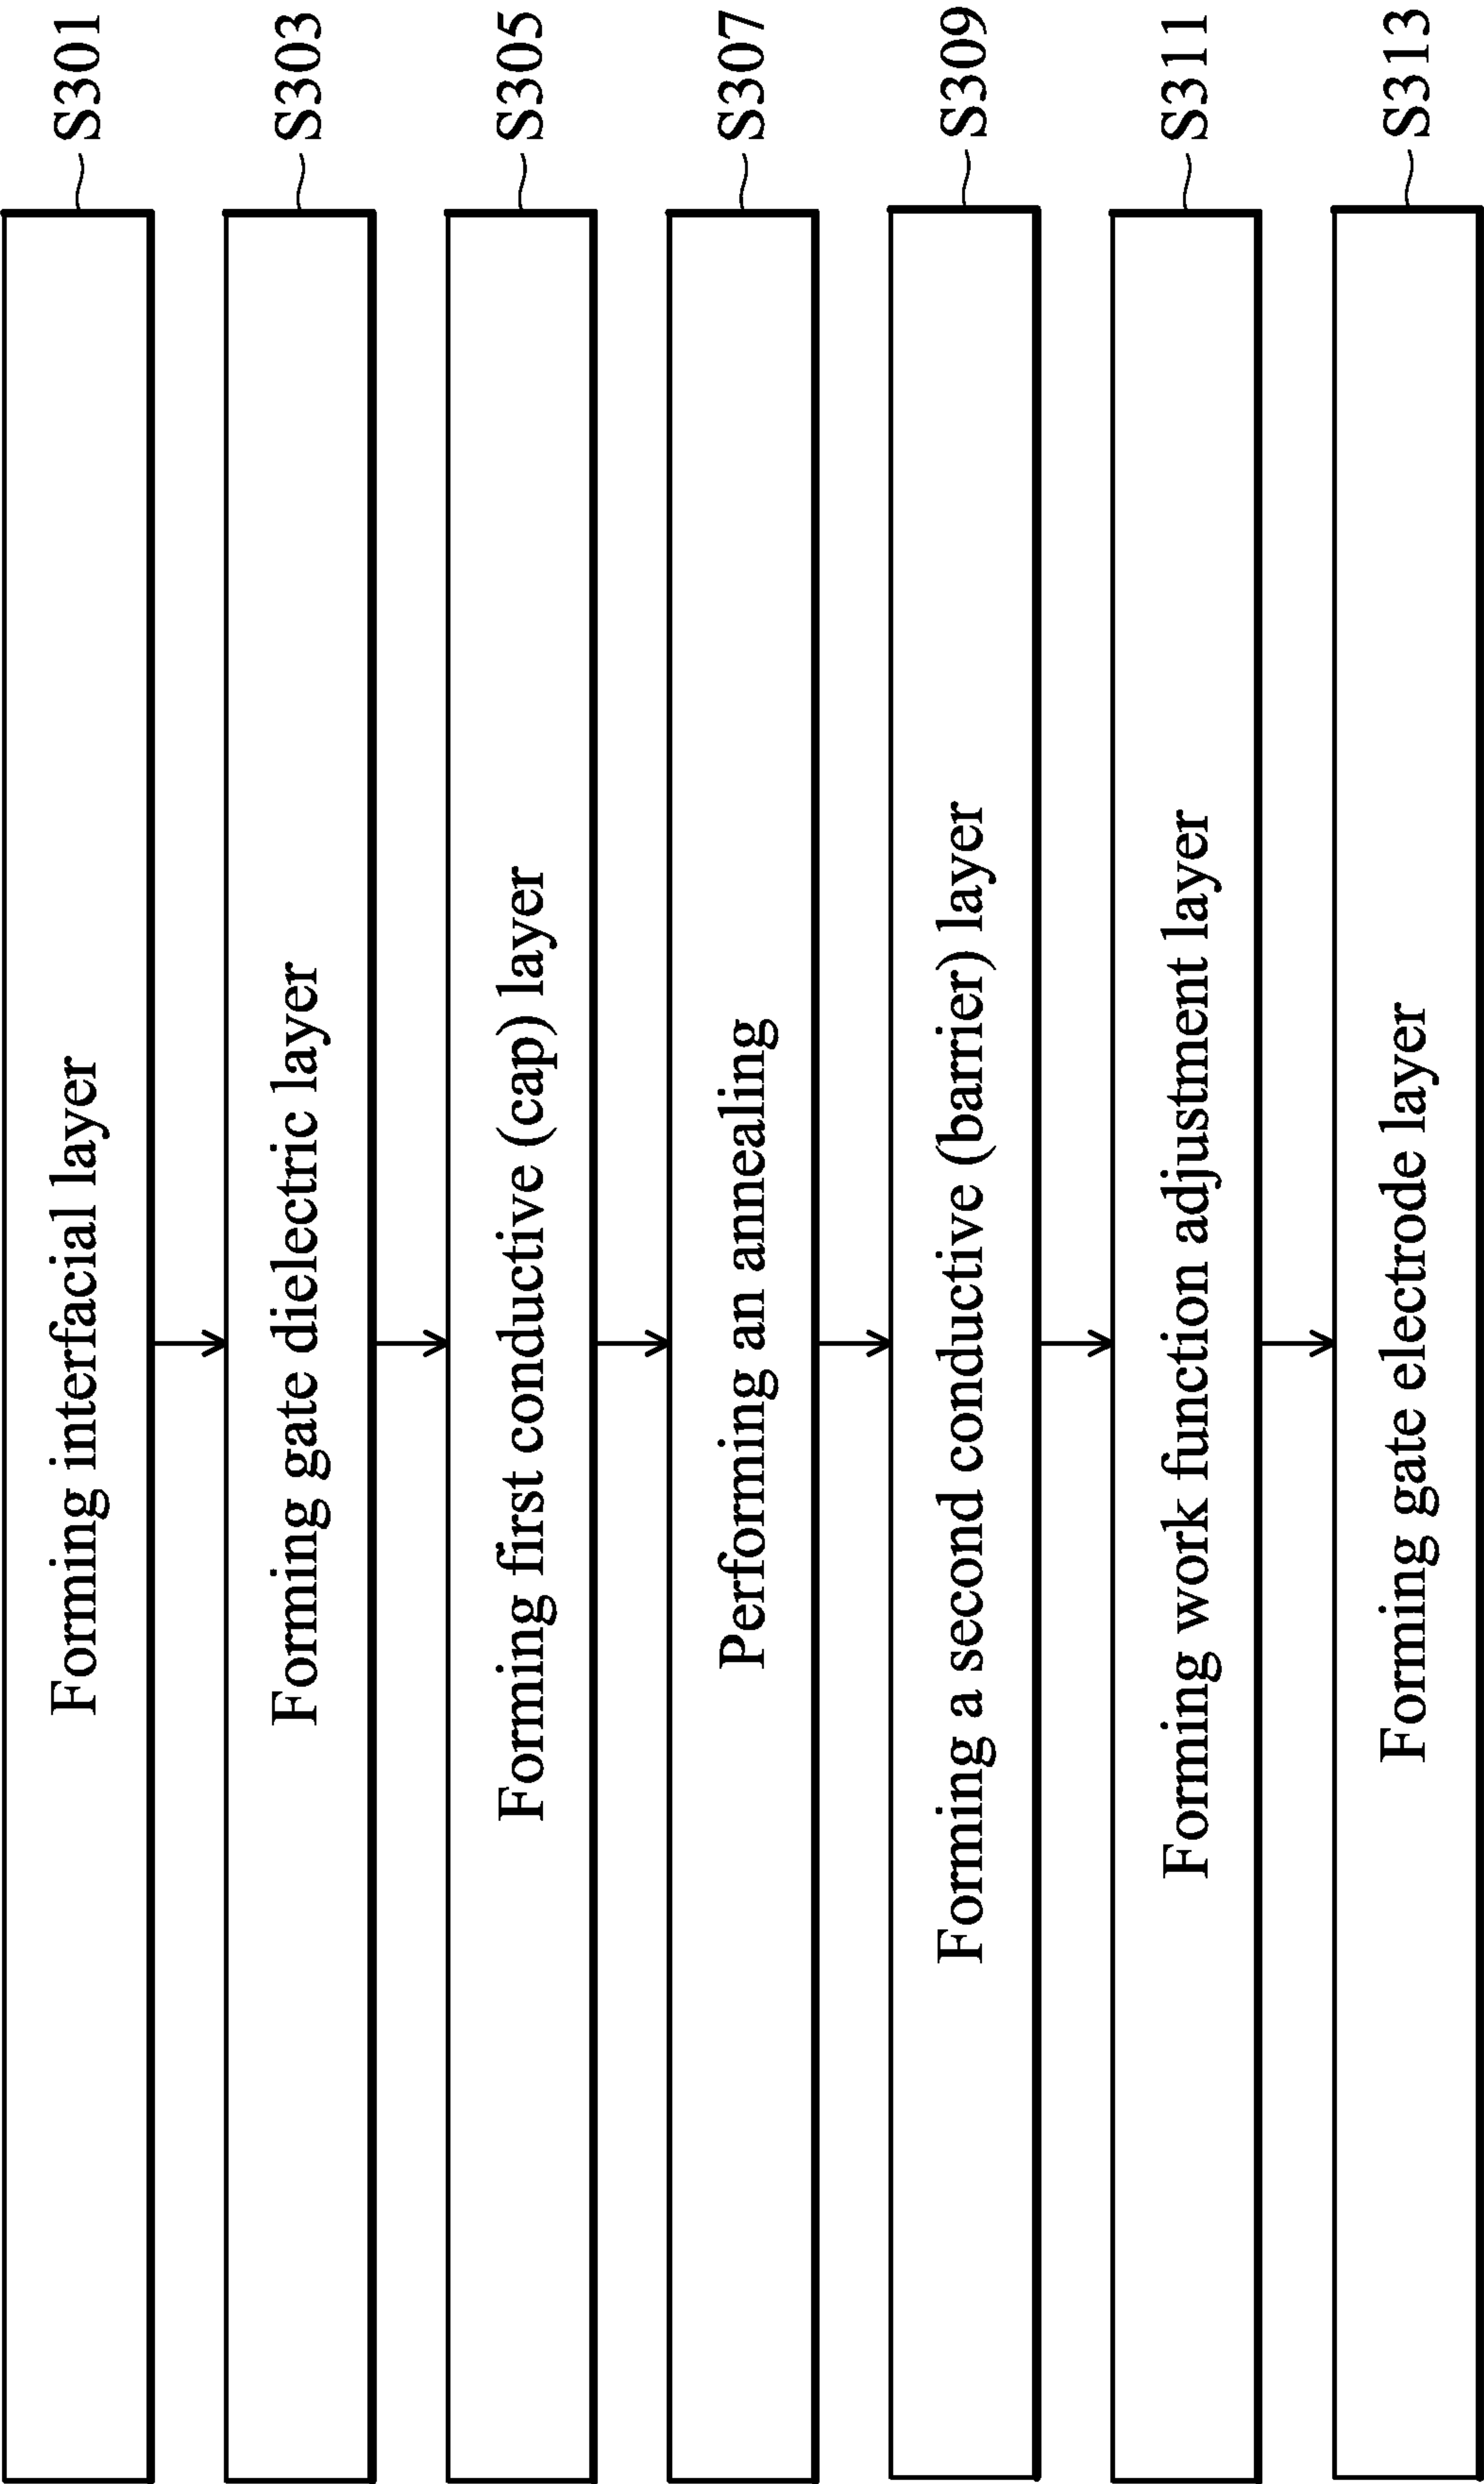 Forming interfacial layer
S301
Forming gate dielectric layer
S303
Forming first conductive (cap) layer
S305
Performing an annealing
S307
Forming a second conductive (barrier) layer
S309
Forming work function adjustment layer
S311
Forming gate electrode layer
S313